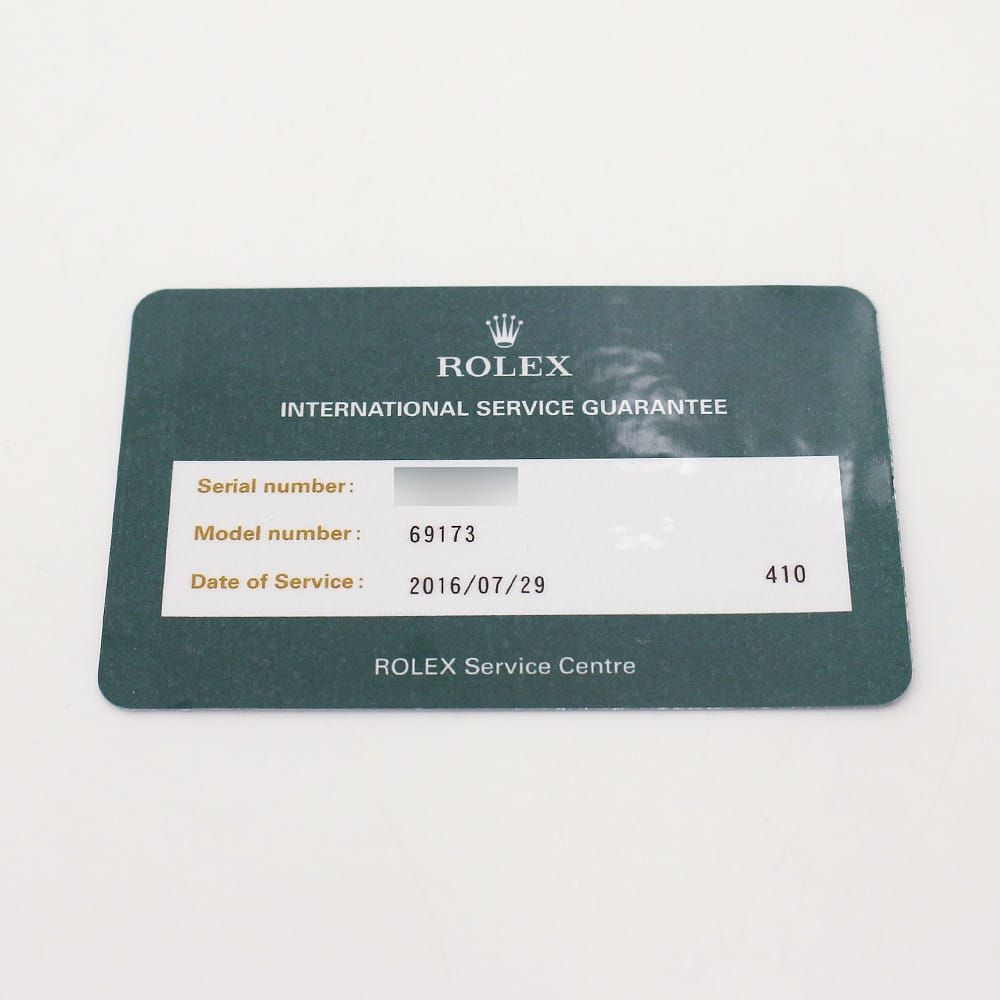 ROLEX
INTERNATIONAL SERVICE GUARANTEE
Serial number:
Model number: 69173
Date of Service: 2016/07/29 410
ROLEX Service Centre